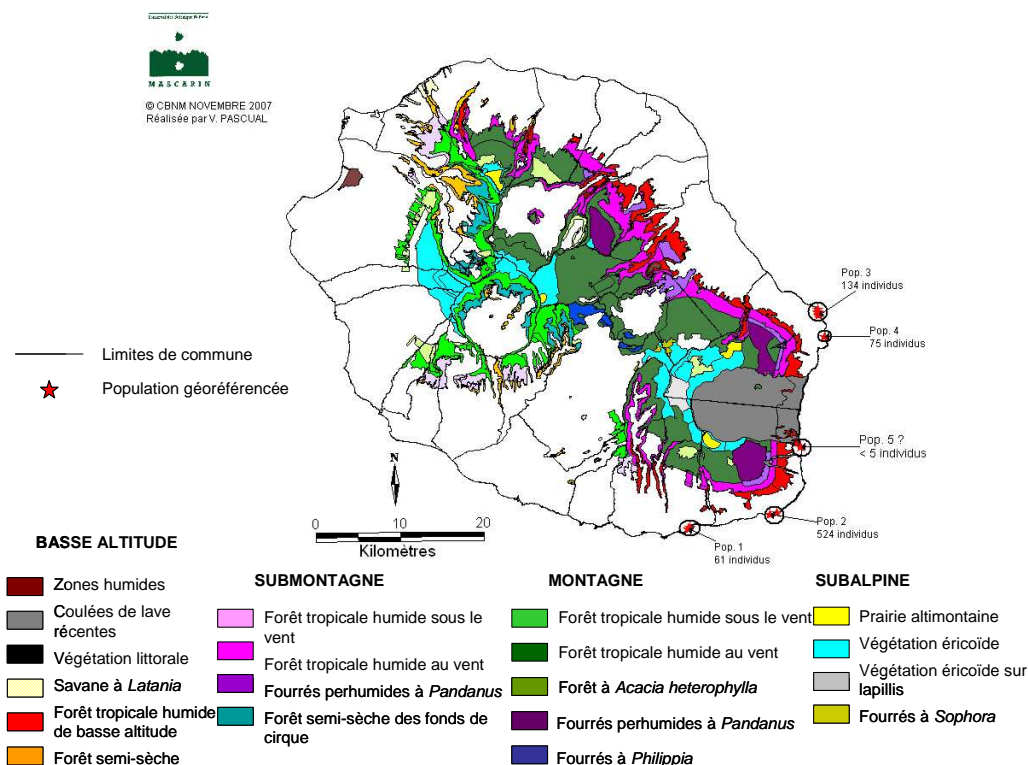 MASCARIN
© CBNM NOVEMBRE 2007
Réalisée par V. PASCUAL
Pop. 3
134 individus
Pop. 4
75 individus
Limites de commune
Population géoréférencée
Pop. 5 ?
< 5 individus
N
0 10 20
Kilomètres
Pop. 2
524 individus
Pop. 1
61 individus
BASSE ALTITUDE
Zones humides
Coulées de lave
récentes
Végétation littorale
Savane à Latania
Forêt tropicale humide
de basse altitude
Forêt semi-sèche
SUBMONTAGNE
Forêt tropicale humide sous le
vent
Forêt tropicale humide au vent
Fourrés perhumides à Pandanus
Forêt semi-sèche des fonds de
cirque
MONTAGNE
Forêt tropicale humide sous le vent
Forêt tropicale humide au vent
Forêt à Acacia heterophylla
Fourrés perhumides à Pandanus
Fourrés à Philippia
SUBALPINE
Prairie altimontaine
Végétation éricoïde
Végétation éricoïde sur
lapillis
Fourrés à Sophora